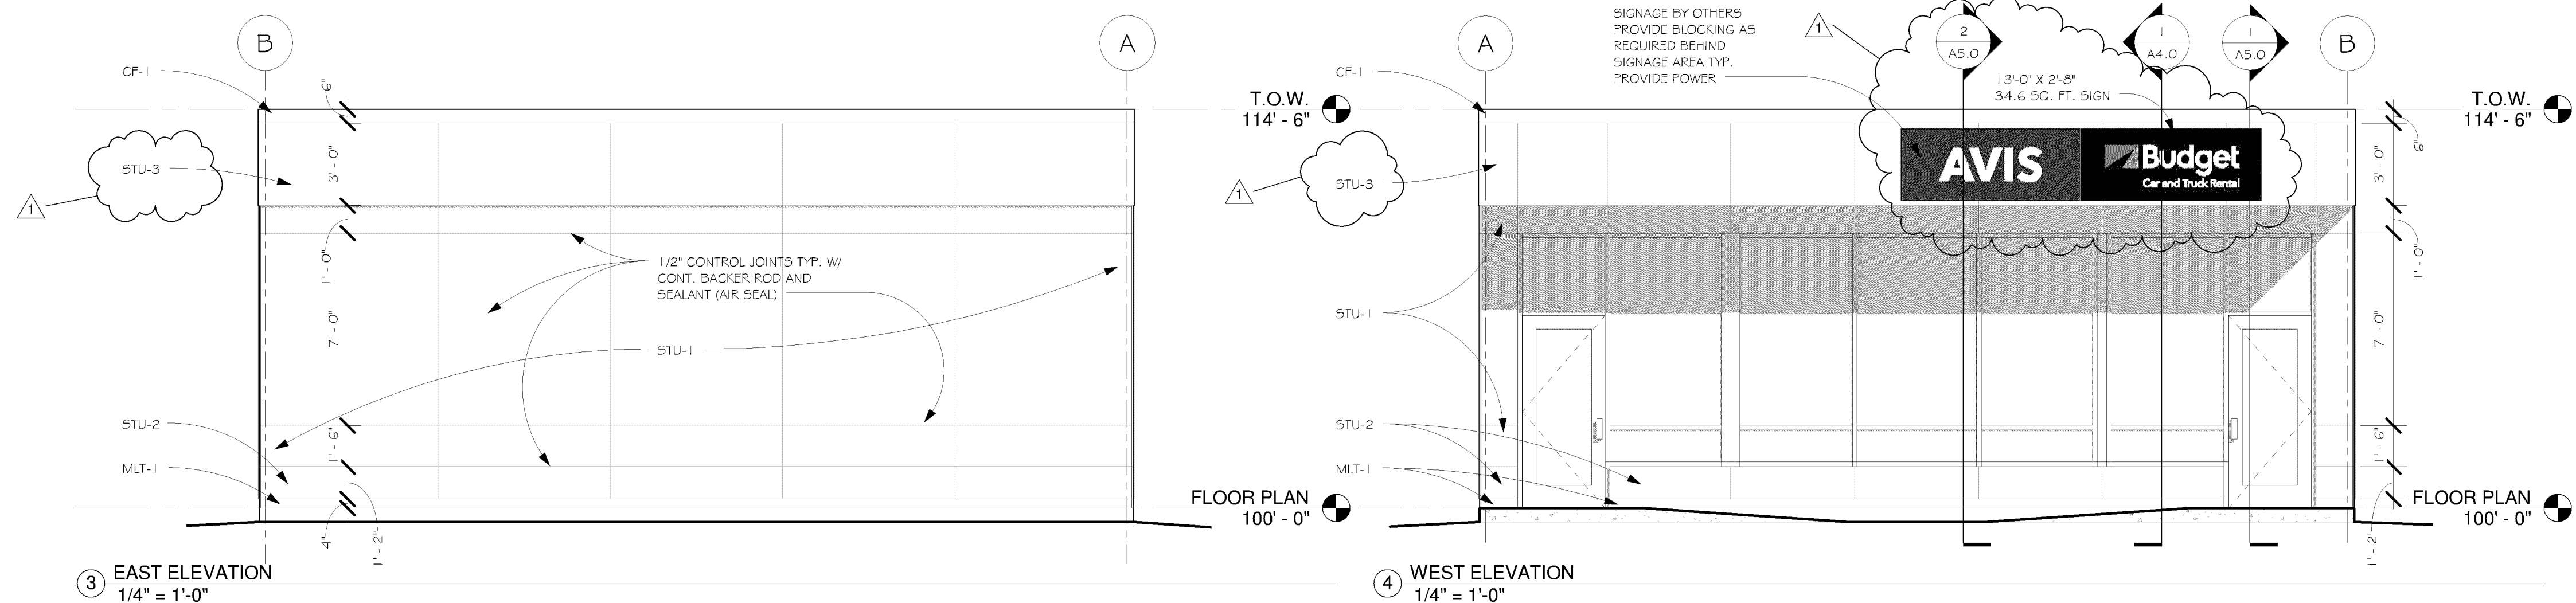 B
A
CF-1
6"
T.O.W.
114' - 6"
3' - 0"
STU-3
1
1' - 0"
1/2" CONTROL JOINTS TYP. W/
CONT. BACKER ROD AND
SEALANT (AIR SEAL)
7' - 0"
STU-1
STU-2
1' - 6"
MLT-1
FLOOR PLAN
100' - 0"
4"
1' - 2"
3
EAST ELEVATION
1/4" = 1'-0"
A
SIGNAGE BY OTHERS
PROVIDE BLOCKING AS
REQUIRED BEHIND
SIGNAGE AREA TYP.
PROVIDE POWER
1
2
A5.0
1
A4.0
1
A5.0
B
CF-1
13'-0" X 2'-8"
34.6 SQ. FT. SIGN
T.O.W.
114' - 6"
6"
AVIS
Budget
Car and Truck Rental
3' - 0"
STU-3
1
1' - 0"
STU-1
7' - 0"
STU-2
1' - 6"
MLT-1
FLOOR PLAN
100' - 0"
1' - 2"
4
WEST ELEVATION
1/4" = 1'-0"